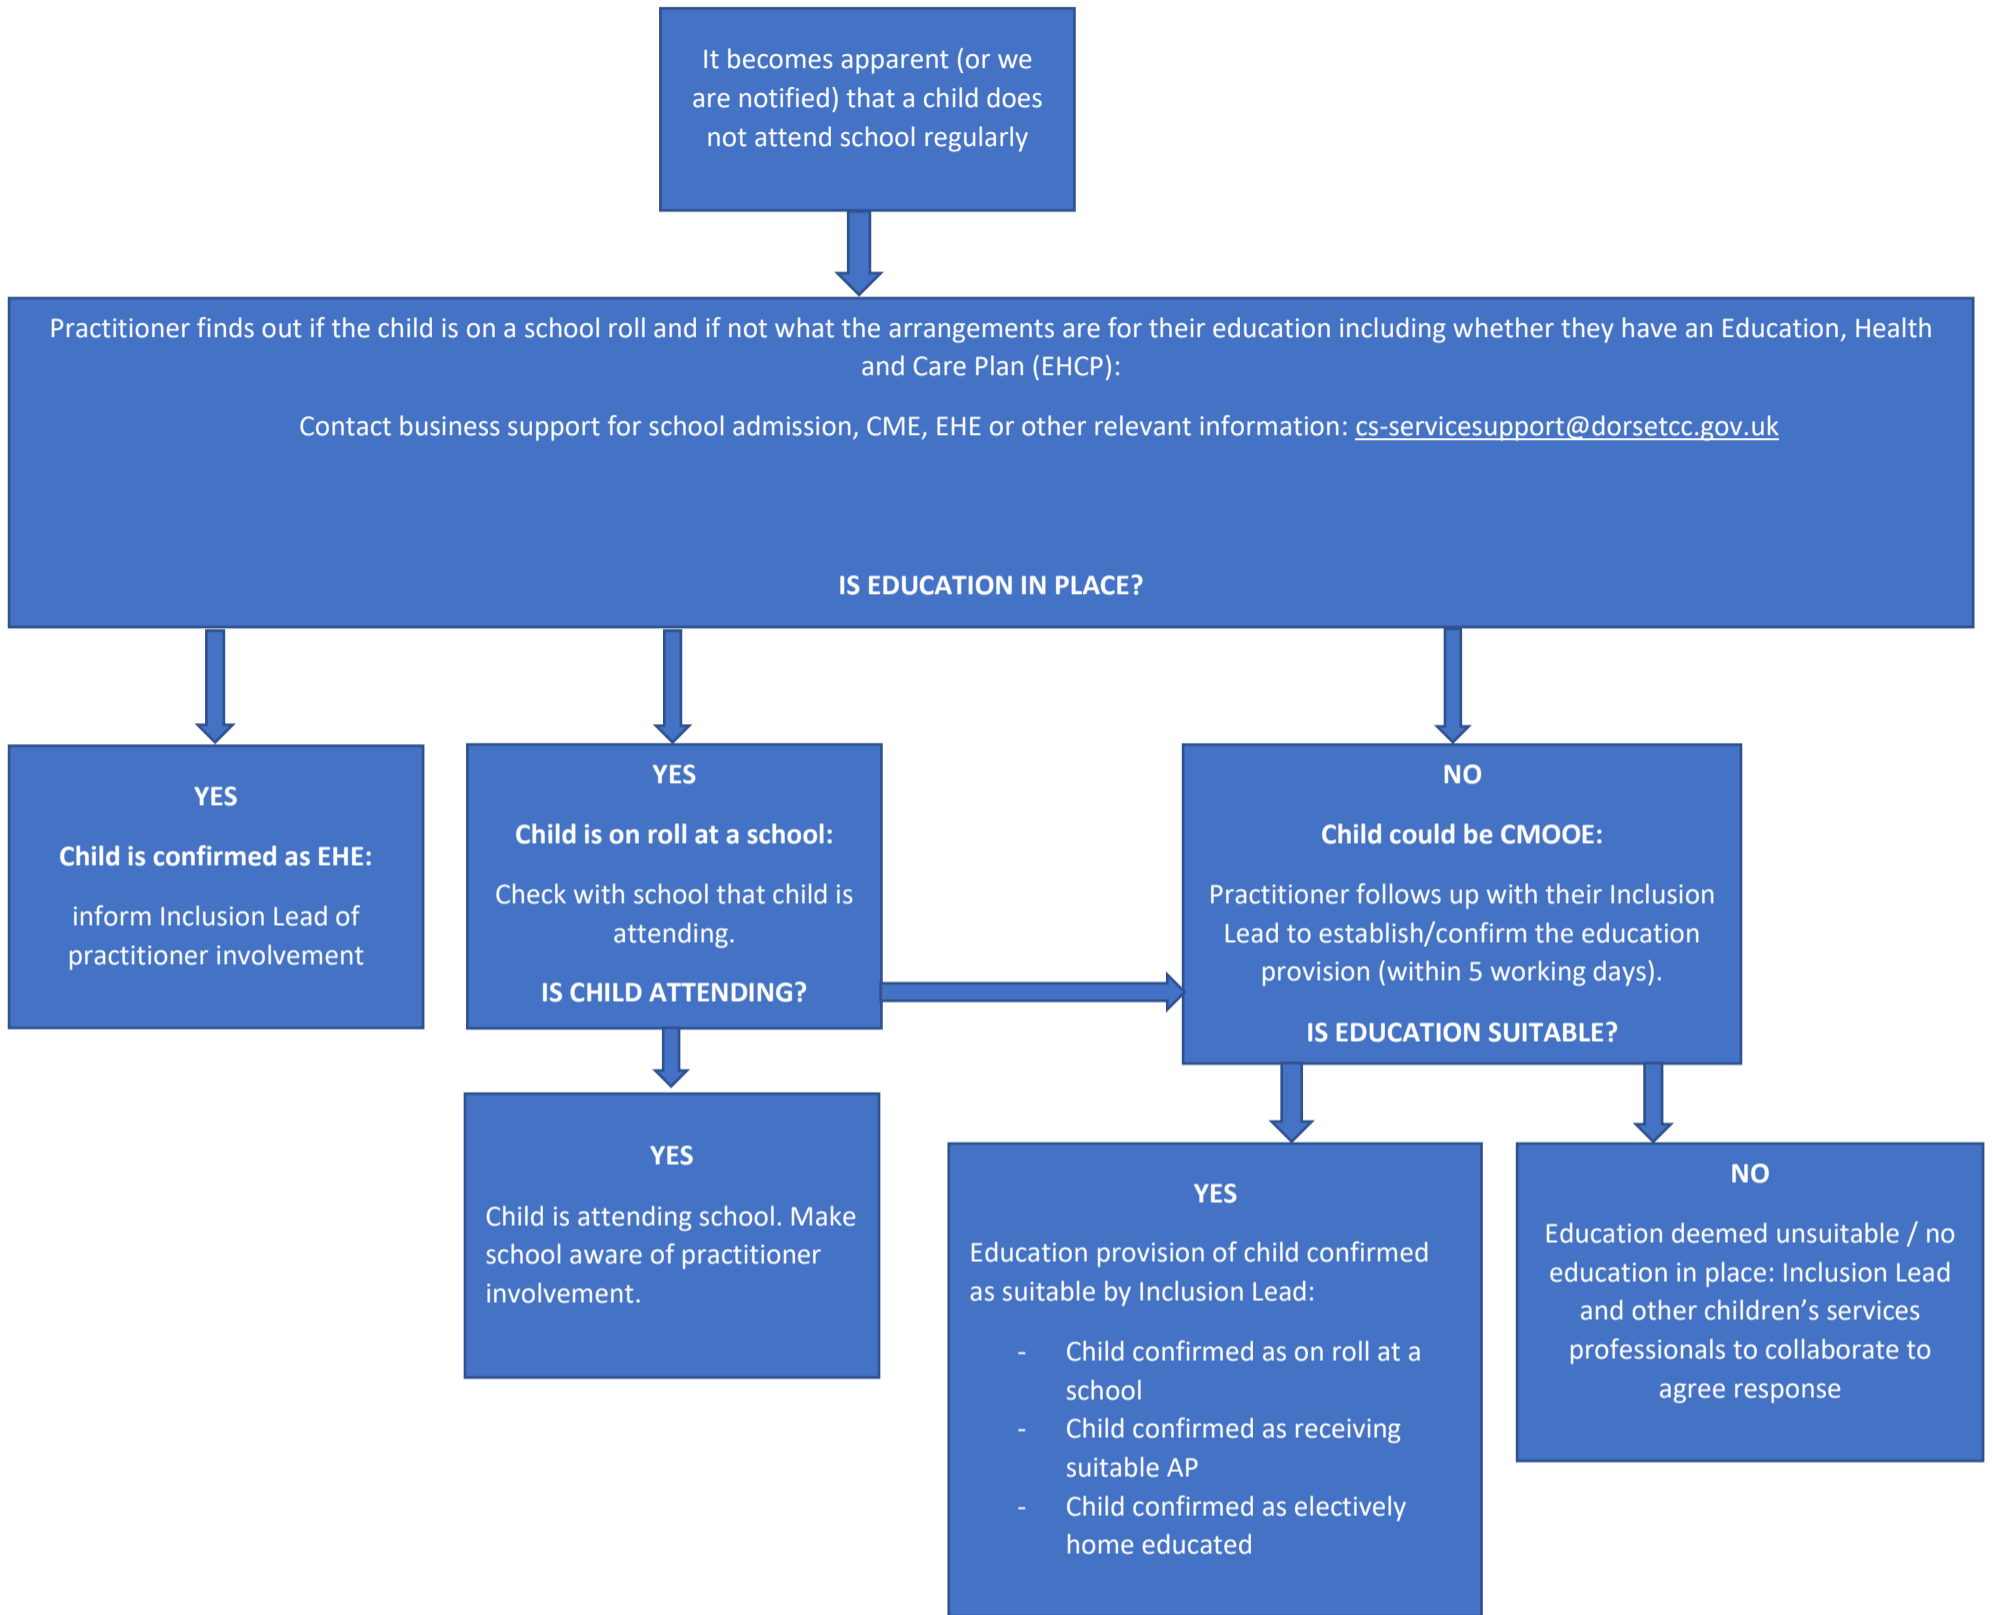 It becomes apparent (or we
are notified) that a child does
not attend school regularly
Practitioner finds out if the child is on a school roll and if not what the arrangements are for their education including whether they have an Education, Health
and Care Plan (EHCP):
Contact business support for school admission, CME, EHE or other relevant information: cs-servicesupport@dorsetcc.gov.uk
IS EDUCATION IN PLACE?
YES
Child is confirmed as EHE:
inform Inclusion Lead of
practitioner involvement
YES
Child is on roll at a school:
Check with school that child is
attending.
IS CHILD ATTENDING?
NO
Child could be CMOOE:
Practitioner follows up with their Inclusion
Lead to establish/confirm the education
provision (within 5 working days).
IS EDUCATION SUITABLE?
YES
Child is attending school. Make
school aware of practitioner
involvement.
YES
Education provision of child confirmed
as suitable by Inclusion Lead:
- Child confirmed as on roll at a
school
- Child confirmed as receiving
suitable AP
- Child confirmed as electively
home educated
NO
Education deemed unsuitable / no
education in place: Inclusion Lead
and other children’s services
professionals to collaborate to
agree response